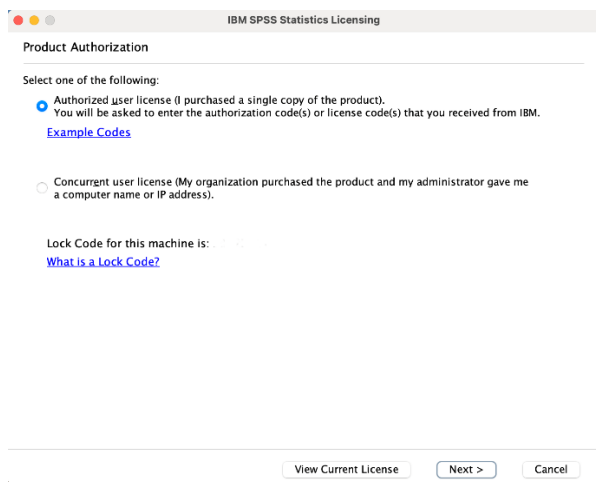 IBM SPSS Statistics Licensing
Product Authorization
Select one of the following:
Authorized user license (I purchased a single copy of the product).
You will be asked to enter the authorization code(s) or license code(s) that you received from IBM.
Example Codes
Concurrent user license (My organization purchased the product and my administrator gave me
a computer name or IP address).
Lock Code for this machine is:
What is a Lock Code?
View Current License
Next >
Cancel